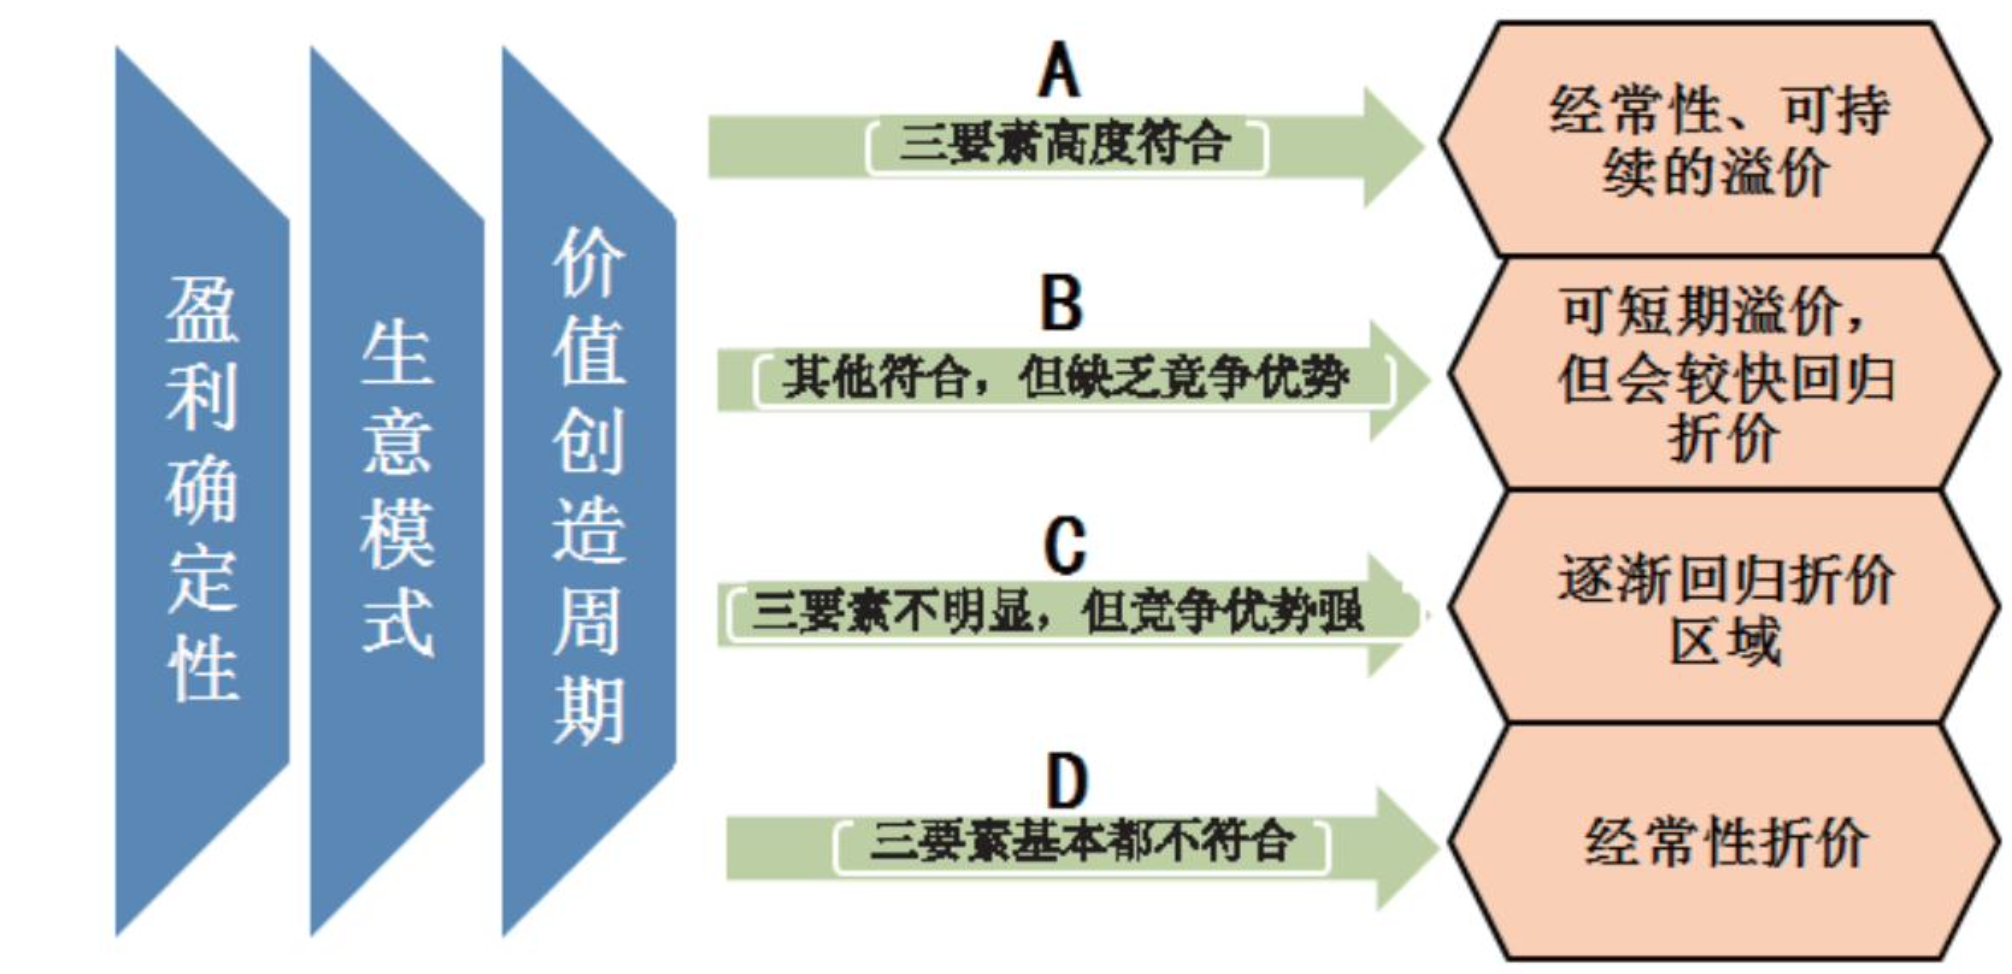 盈利确定性
生意模式
价值创造周期
A
三要素高度符合
经常性、可持
续的溢价
B
其他符合，但缺乏竞争优势
可短期溢价，
但会较快回归
折价
C
三要素不明显，但竞争优势强
逐渐回归折价
区域
D
三要素基本都不符合
经常性折价